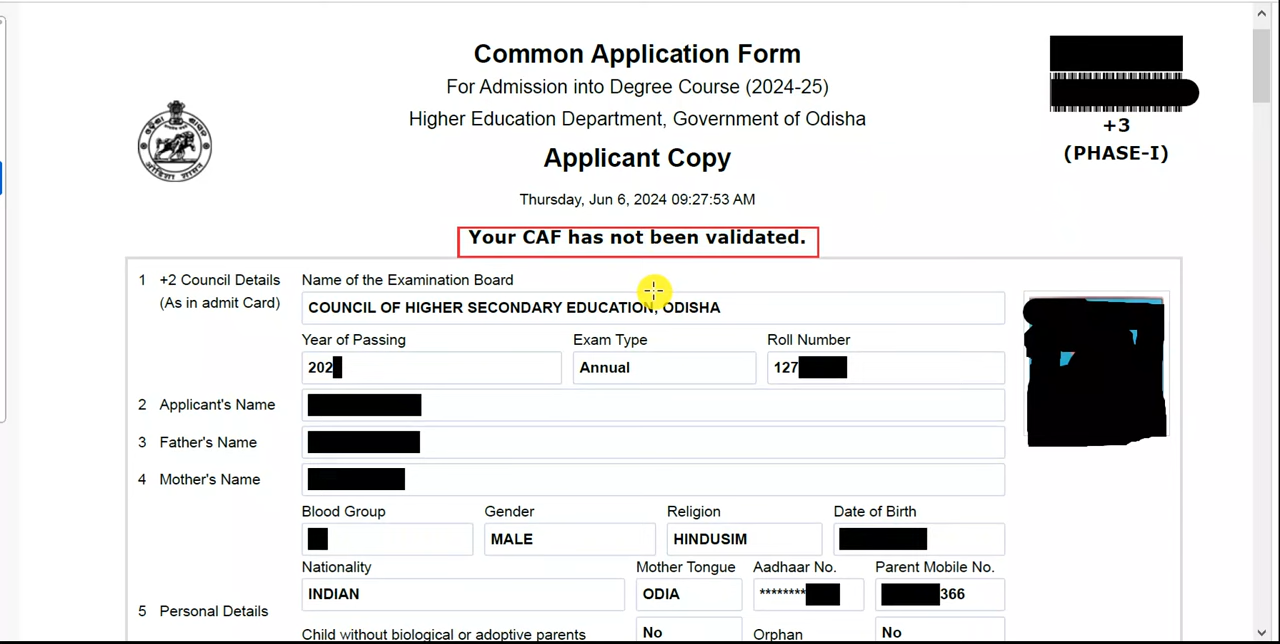 Common Application Form
For Admission into Degree Course (2024-25)
Higher Education Department, Government of Odisha
Applicant Copy
Thursday, Jun 6, 2024 09:27:53 AM
+3
(PHASE-I)
Your CAF has not been validated.
1 +2 Council Details
(As in admit Card)
Name of the Examination Board
COUNCIL OF HIGHER SECONDARY EDUCATION, ODISHA
Year of Passing Exam Type Roll Number
202 Annual 127
2 Applicant's Name
3 Father's Name
4 Mother's Name
Blood Group Gender Religion Date of Birth
MALE HINDUSIM
Nationality Mother Tongue Aadhaar No. Parent Mobile No.
INDIAN ODIA ******** 366
5 Personal Details
Child without biological or adoptive parents No Orphan No